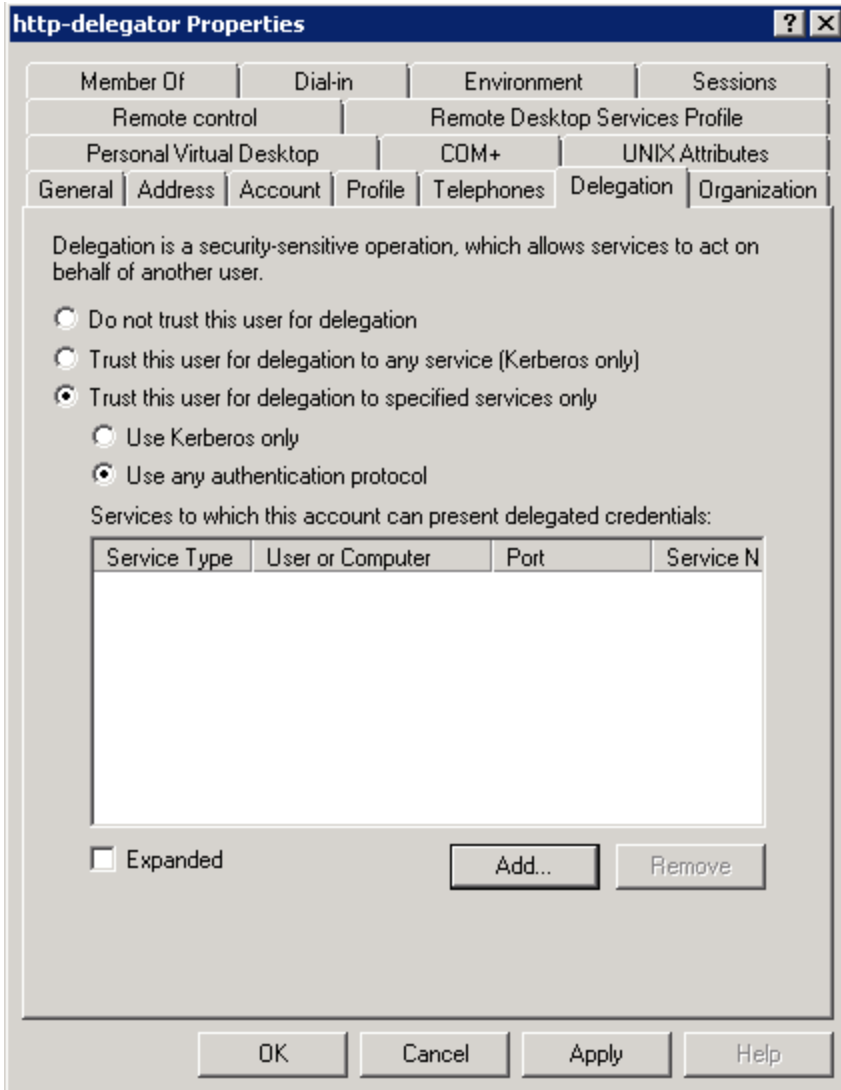 http-delegator Properties
Member Of Dial-in Environment Sessions
Remote control Remote Desktop Services Profile
Personal Virtual Desktop COM+ UNIX Attributes
General Address Account Profile Telephones Delegation Organization
Delegation is a security-sensitive operation, which allows services to act on
behalf of another user.
Do not trust this user for delegation
Trust this user for delegation to any service (Kerberos only)
Trust this user for delegation to specified services only
Use Kerberos only
Use any authentication protocol
Services to which this account can present delegated credentials:
Service Type User or Computer Port Service N
Expanded Add... Remove
OK Cancel Apply Help